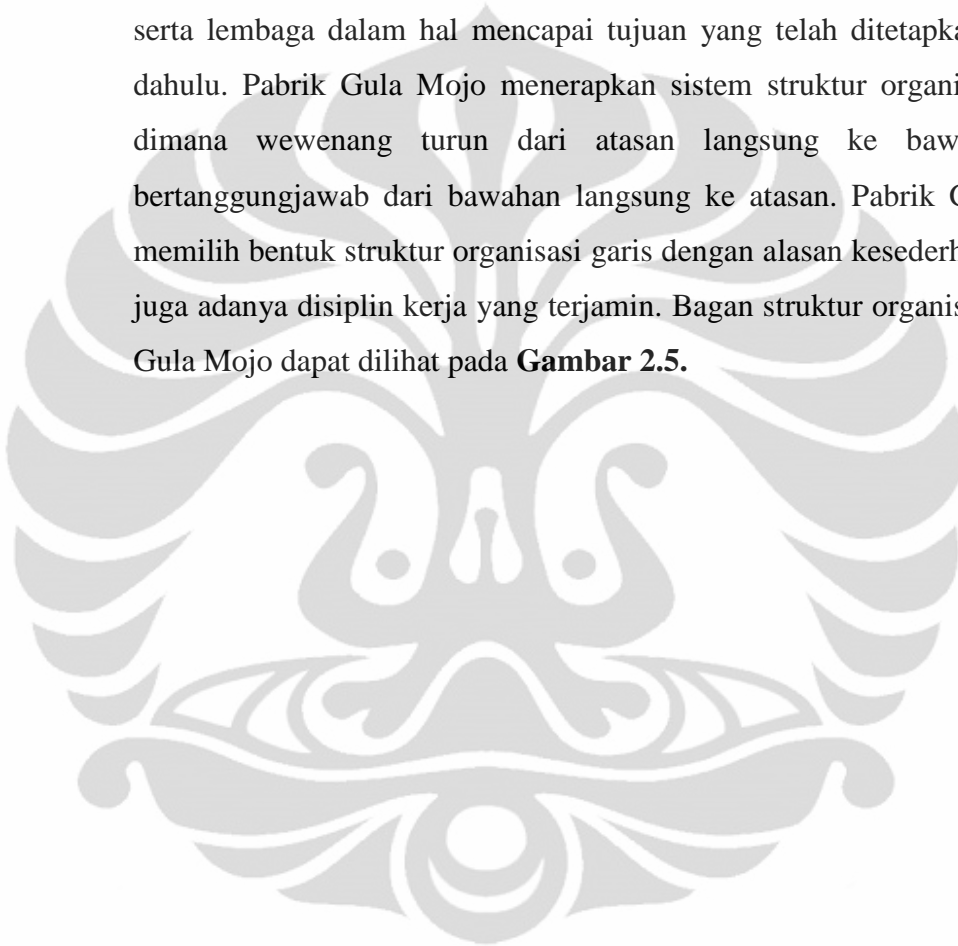 serta lembaga dalam hal mencapai tujuan yang telah ditetapka
dahulu. Pabrik Gula Mojo menerapkan sistem struktur organi
dimana wewenang turun dari atasan langsung ke baw
bertanggungjawab dari bawahan langsung ke atasan. Pabrik
memilih bentuk struktur organisasi garis dengan alasan kesederh
juga adanya disiplin kerja yang terjamin. Bagan struktur organis
Gula Mojo dapat dilihat pada Gambar 2.5.